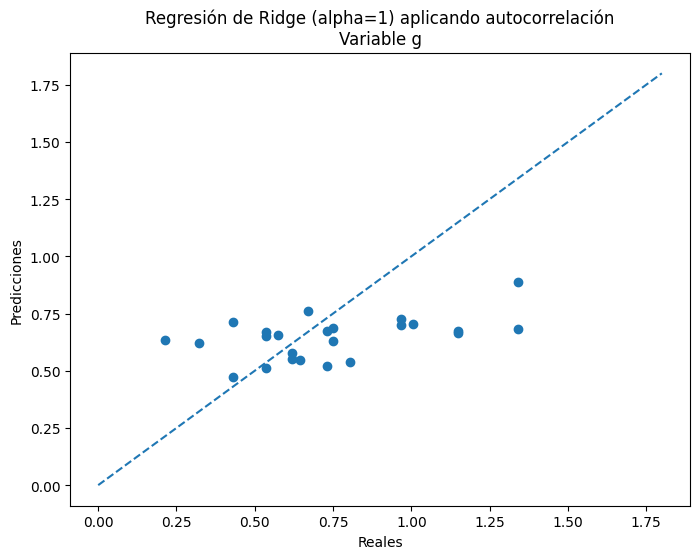 Regresión de Ridge (alpha=1) aplicando autocorrelación
Variable g
1.75
1.50
1.25
1.00
0.75
0.50
0.25
0.00
Predicciones
0.00 0.25 0.50 0.75 1.00 1.25 1.50 1.75
Reales